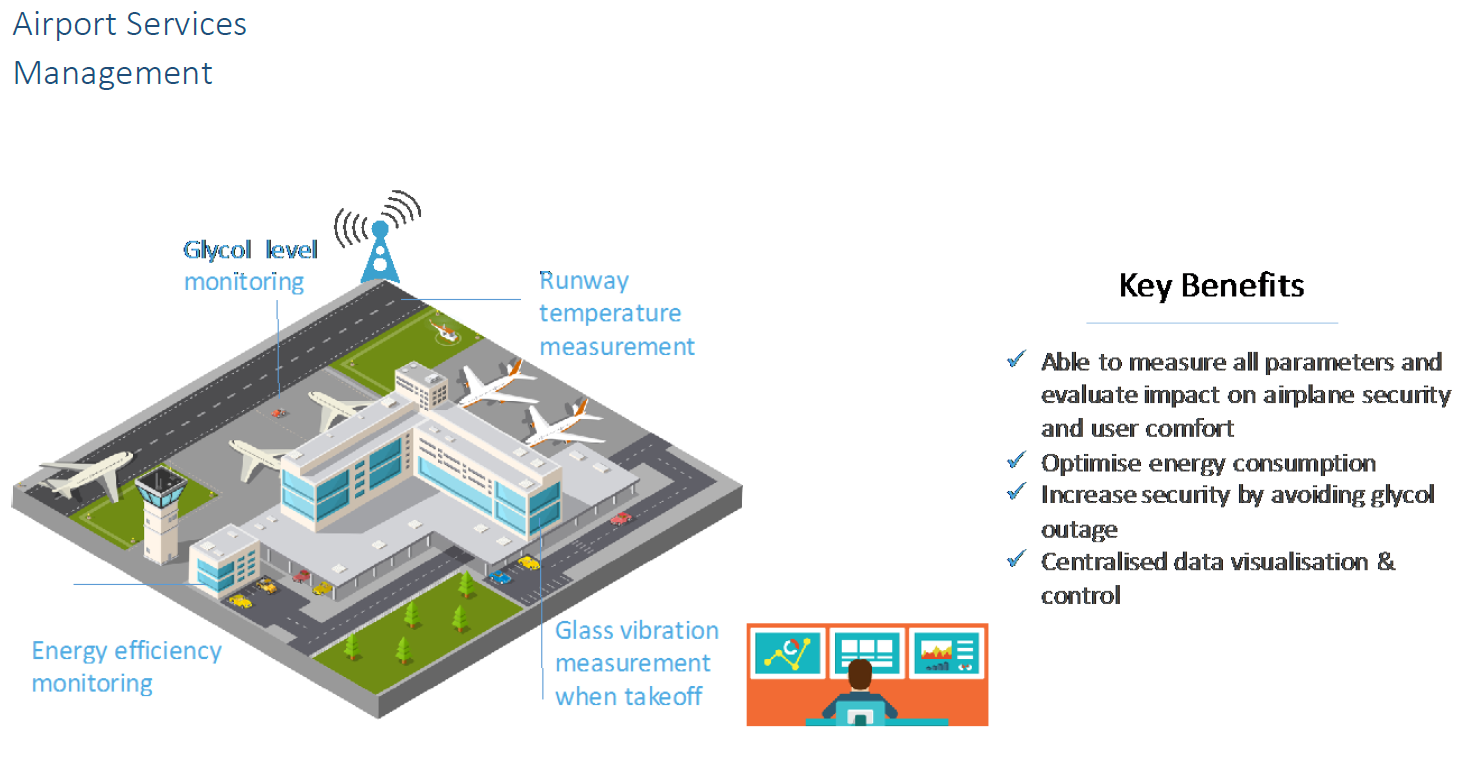 Airport Services
Management
Glycol level
monitoring
Runway
temperature
measurement
Energy efficiency
monitoring
Glass vibration
measurement
when takeoff
Key Benefits
✓ Able to measure all parameters and
evaluate impact on airplane security
and user comfort
✓ Optimise energy consumption
✓ Increase security by avoiding glycol
outage
✓ Centralised data visualisation &
control